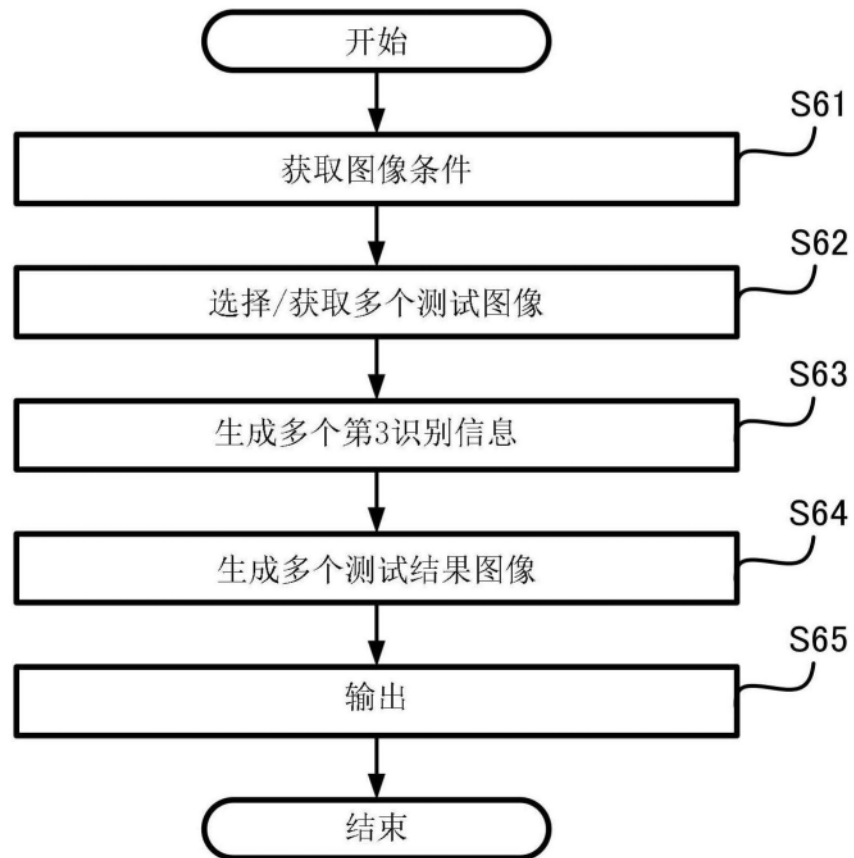 开始
S61
获取图像条件
S62
选择/获取多个测试图像
S63
生成多个第3识别信息
S64
生成多个测试结果图像
S65
输出
结束